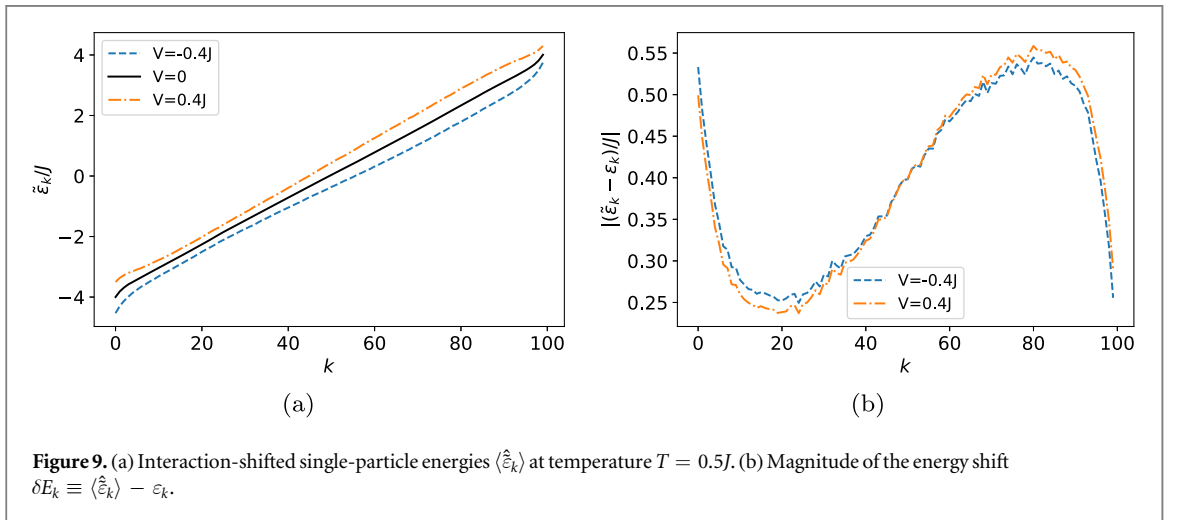 V=-0.4J
V=0
V=0.4J
4
2
0
−2
−4
ε̃ₖ/J
0
20
40
60
80
100
k
(a)
0.55
0.50
0.45
0.40
0.35
0.30
0.25
|(ε̃ₖ − εₖ)/J|
V=-0.4J
V=0.4J
0
20
40
60
80
100
k
(b)
Figure 9. (a) Interaction-shifted single-particle energies ⟨ε̃̂ₖ⟩ at temperature T = 0.5J. (b) Magnitude of the energy shift
δEₖ ≡ ⟨ε̃̂ₖ⟩ − εₖ.